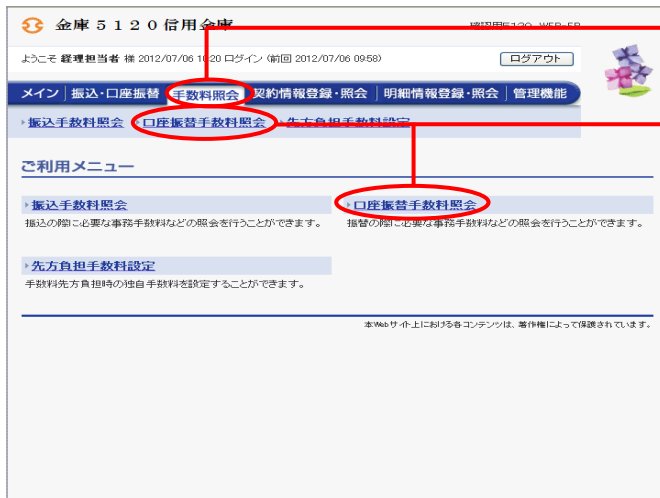 金庫5120信用金庫
確認用5120 WEB-FB
ようこそ 経理担当者 様 2012/07/06 10:20 ログイン (前回 2012/07/06 09:58)
ログアウト
メイン 振込・口座振替 手数料照会 契約情報登録・照会 明細情報登録・照会 管理機能
振込手数料照会 口座振替手数料照会 先方負担手数料設定
ご利用メニュー
振込手数料照会 口座振替手数料照会
振込の際に必要な事務手数料などの照会を行うことができます。 振替の際に必要な事務手数料などの照会を行うことができます。
先方負担手数料設定
手数料先方負担時の独自手数料を設定することができます。
本Webサイト上における各コンテンツは、著作権によって保護されています。